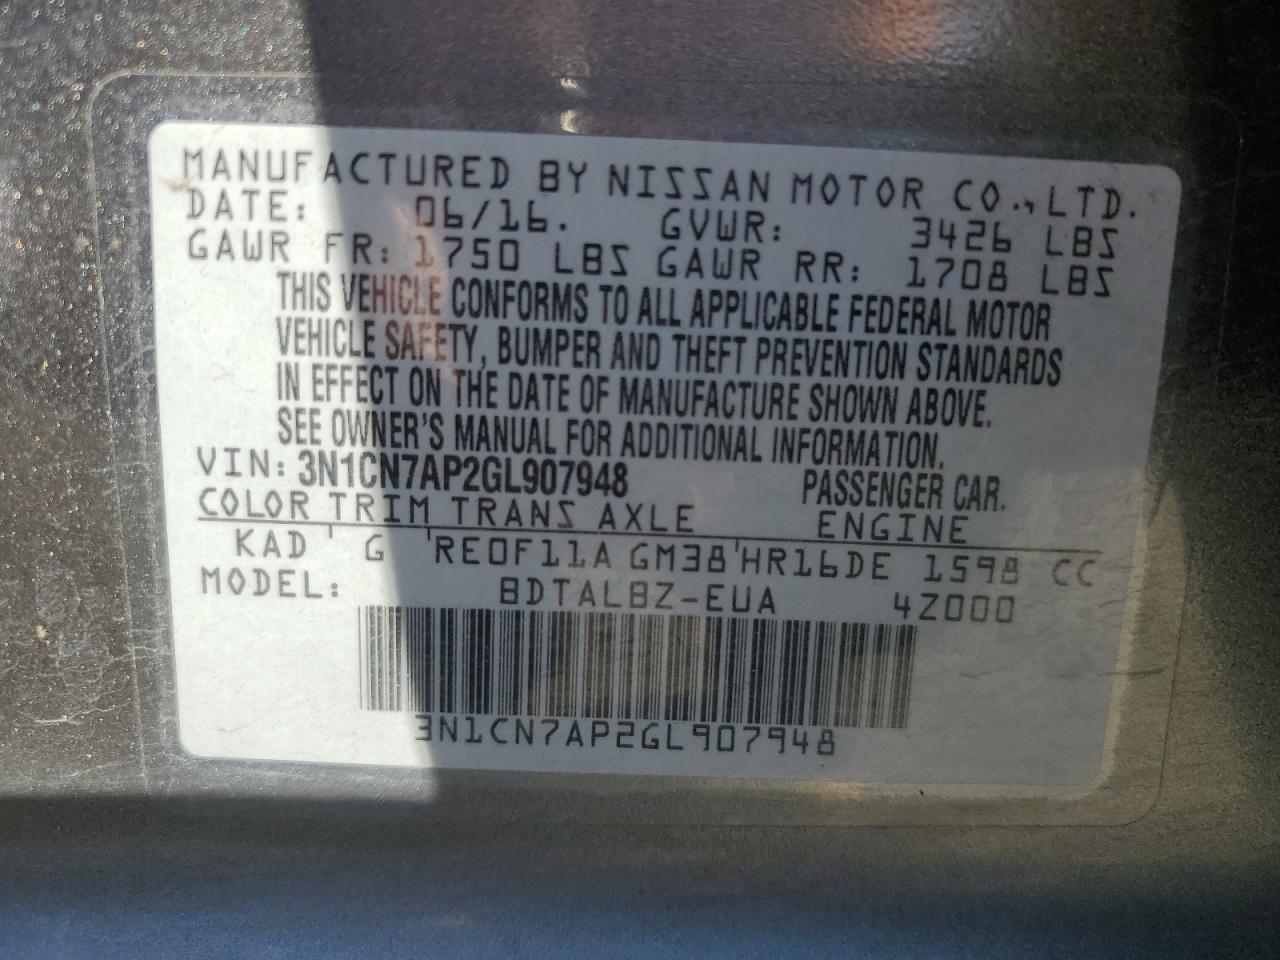 MANUFACTURED BY NISSAN MOTOR CO., LTD.
DATE: 06/16. GVWR: 3426 LBS
GAWR FR: 1750 LBS GAWR RR: 1708 LBS
THIS VEHICLE CONFORMS TO ALL APPLICABLE FEDERAL MOTOR
VEHICLE SAFETY, BUMPER AND THEFT PREVENTION STANDARDS
IN EFFECT ON THE DATE OF MANUFACTURE SHOWN ABOVE.
SEE OWNER'S MANUAL FOR ADDITIONAL INFORMATION.
VIN: 3N1CN7AP2GL907948 PASSENGER CAR.
COLOR TRIM TRANS AXLE ENGINE
KAD ' G 'RE0F11A GM38'HR16DE 1598 CC
MODEL: BDTALBZ-EUA 4Z000
3N1CN7AP2GL907948